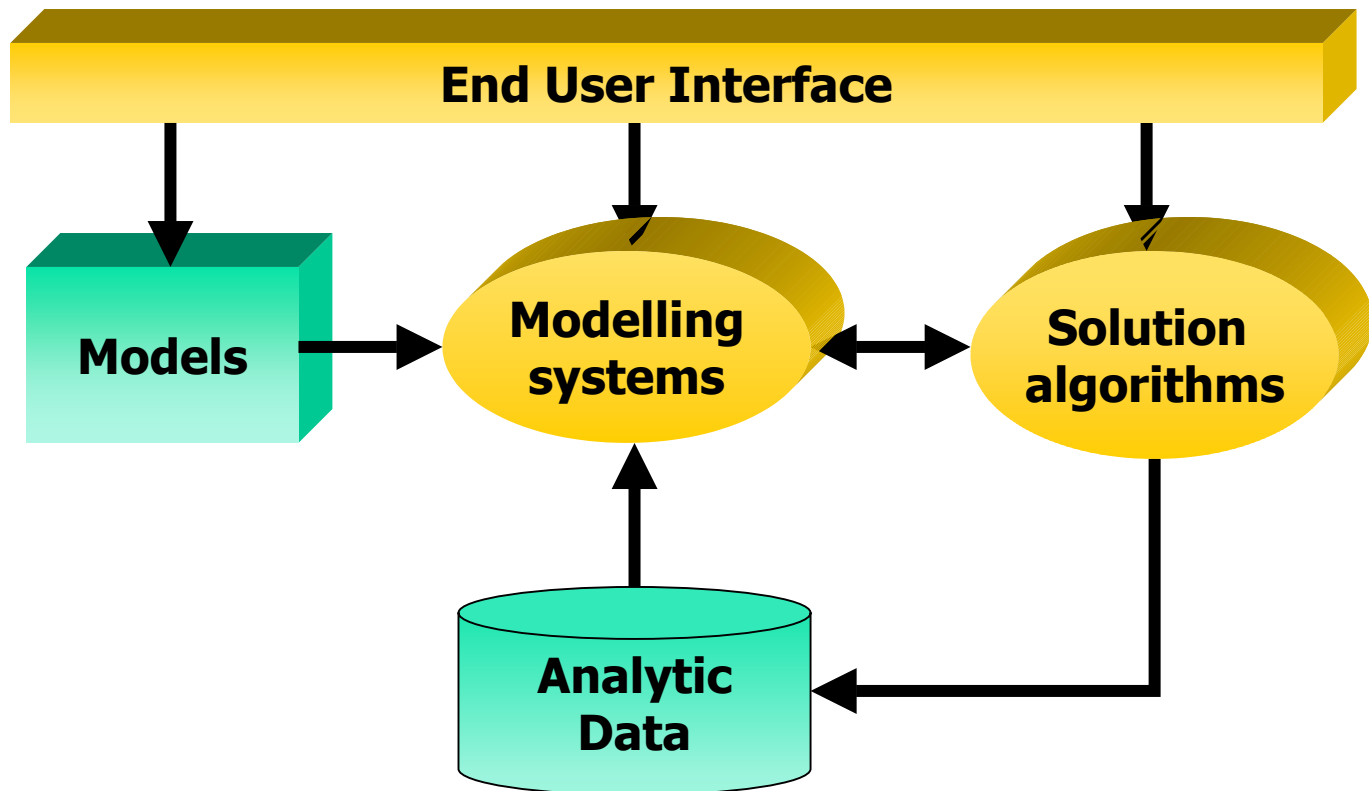 End User Interface
Models
Modelling
systems
Solution
algorithms
Analytic
Data